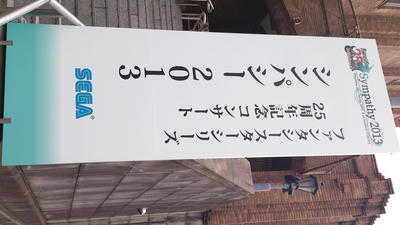 Sympathy 2013
ファンタシースターシリーズ
25周年記念コンサート
シンパシー2013
SEGA